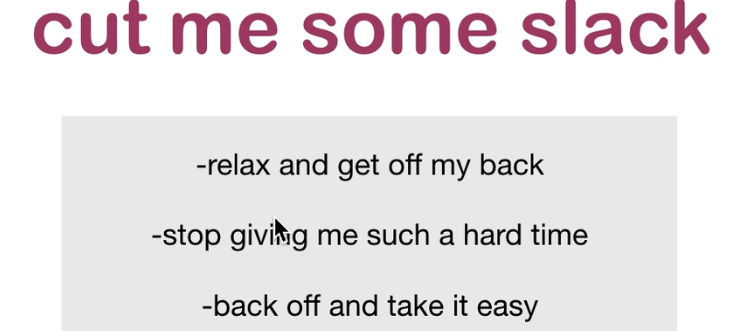 cut me some slack
-relax and get off my back
-stop giving me such a hard time
-back off and take it easy